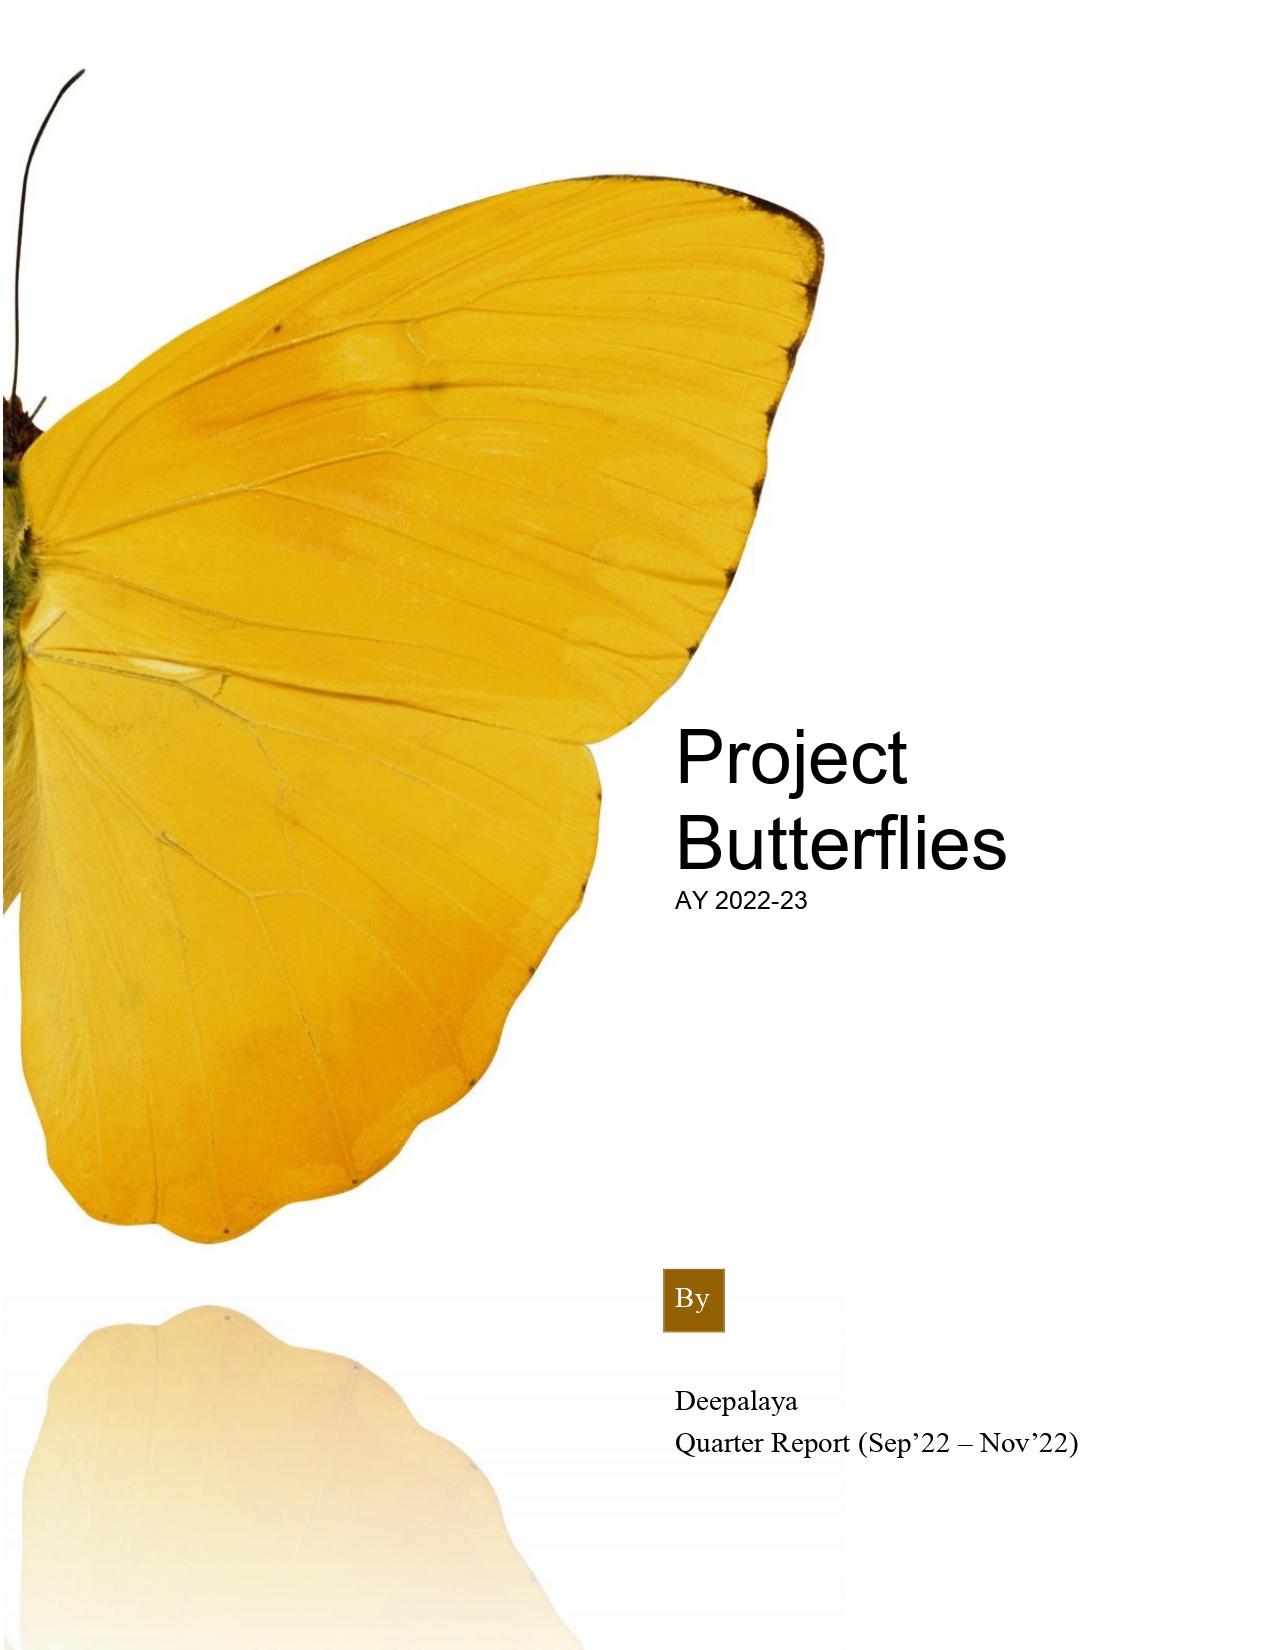 Project
Butterflies
AY 2022-23
By
Deepalaya
Quarter Report (Sep’22 – Nov’22)